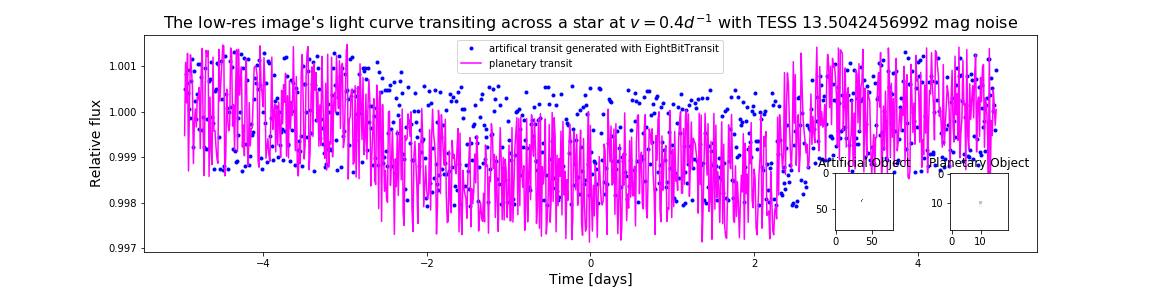 The low-res image's light curve transiting across a star at v = 0.4d⁻¹ with TESS 13.5042456992 mag noise
artifical transit generated with EightBitTransit
planetary transit
Relative flux
1.001
1.000
0.999
0.998
0.997
Artificial Object
0
50
0
50
Planetary Object
0
10
0
10
−4
−2
0
2
4
Time [days]